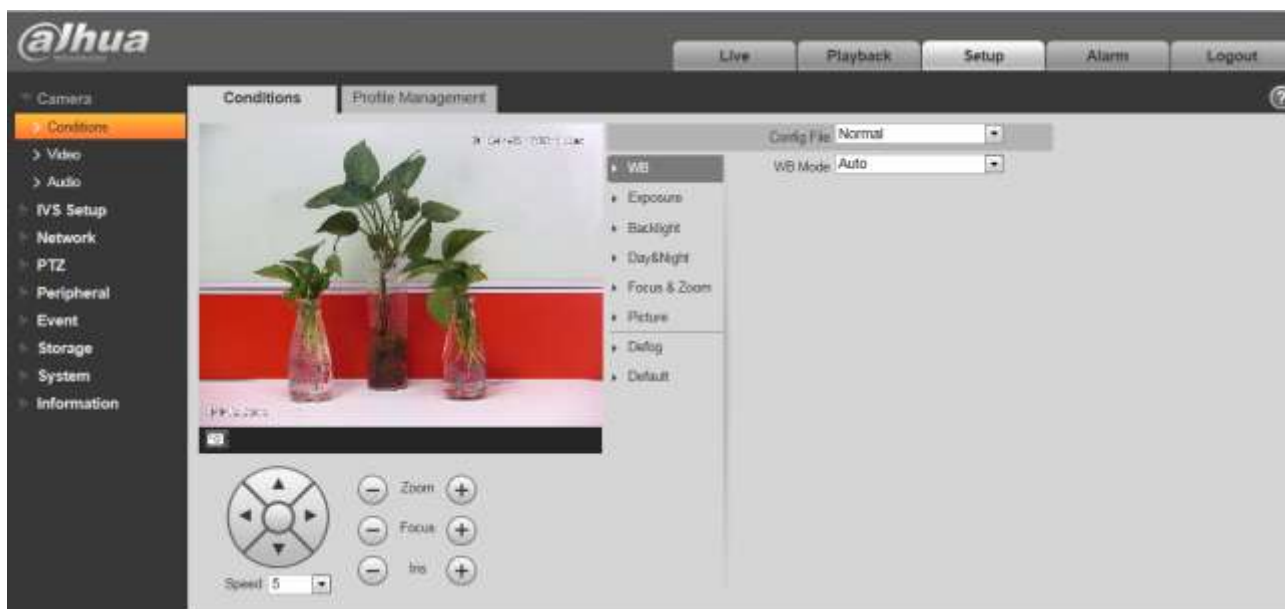 alhua
Live
Playback
Setup
Alarm
Logout
Camera
Conditions
Video
Audio
IVS Setup
Network
PTZ
Peripheral
Event
Storage
System
Information
Conditions
Profile Management
?
Config File Normal
WB
WB Mode Auto
Exposure
Backlight
Day&Night
Focus & Zoom
Picture
Defog
Default
Zoom
Focus
Iris
Speed 5